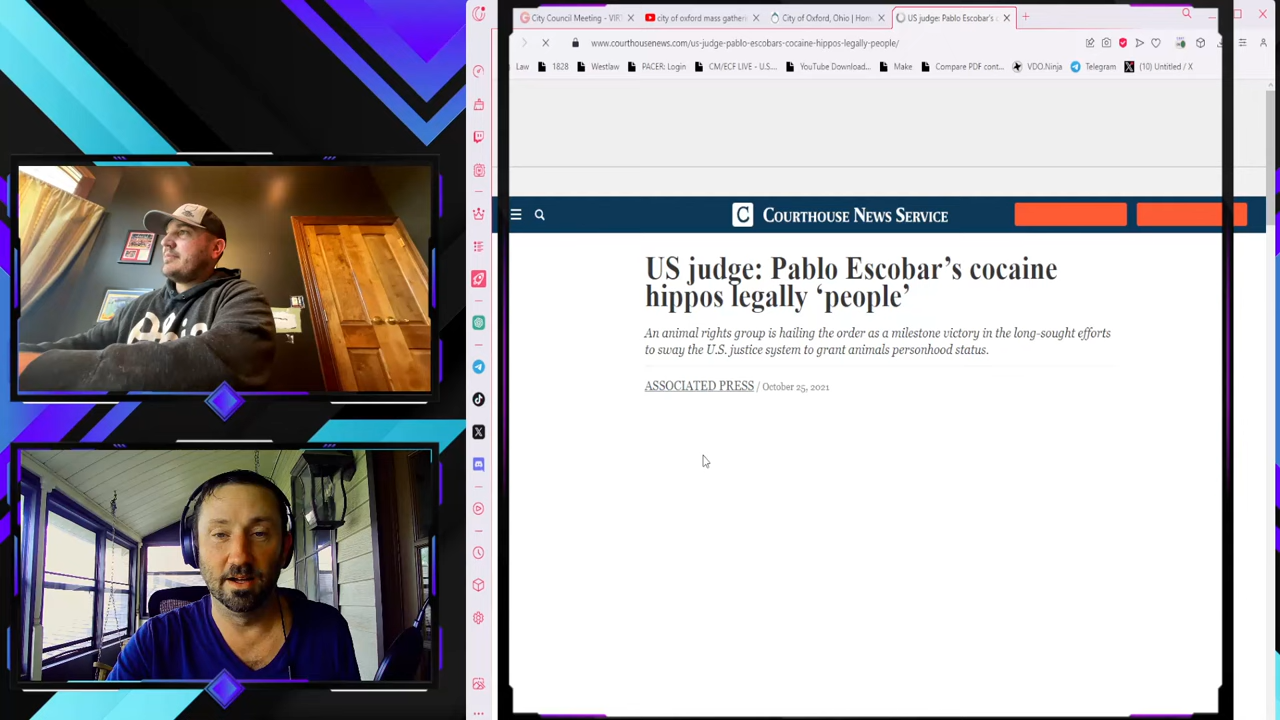 City Council Meeting - VIRT
city of oxford mass gather
City of Oxford, Ohio | Hom
US judge: Pablo Escobar's c
www.courthousenews.com/us-judge-pablo-escobars-cocaine-hippos-legally-people/
Law
1828
Westlaw
PACER: Login
CM/ECF LIVE - U.S...
YouTube Download...
Make
Compare PDF cont...
VDO.Ninja
Telegram
(10) Untitled / X
C COURTHOUSE NEWS SERVICE
US judge: Pablo Escobar's cocaine
hippos legally 'people'
An animal rights group is hailing the order as a milestone victory in the long-sought efforts
to sway the U.S. justice system to grant animals personhood status.
ASSOCIATED PRESS / October 25, 2021